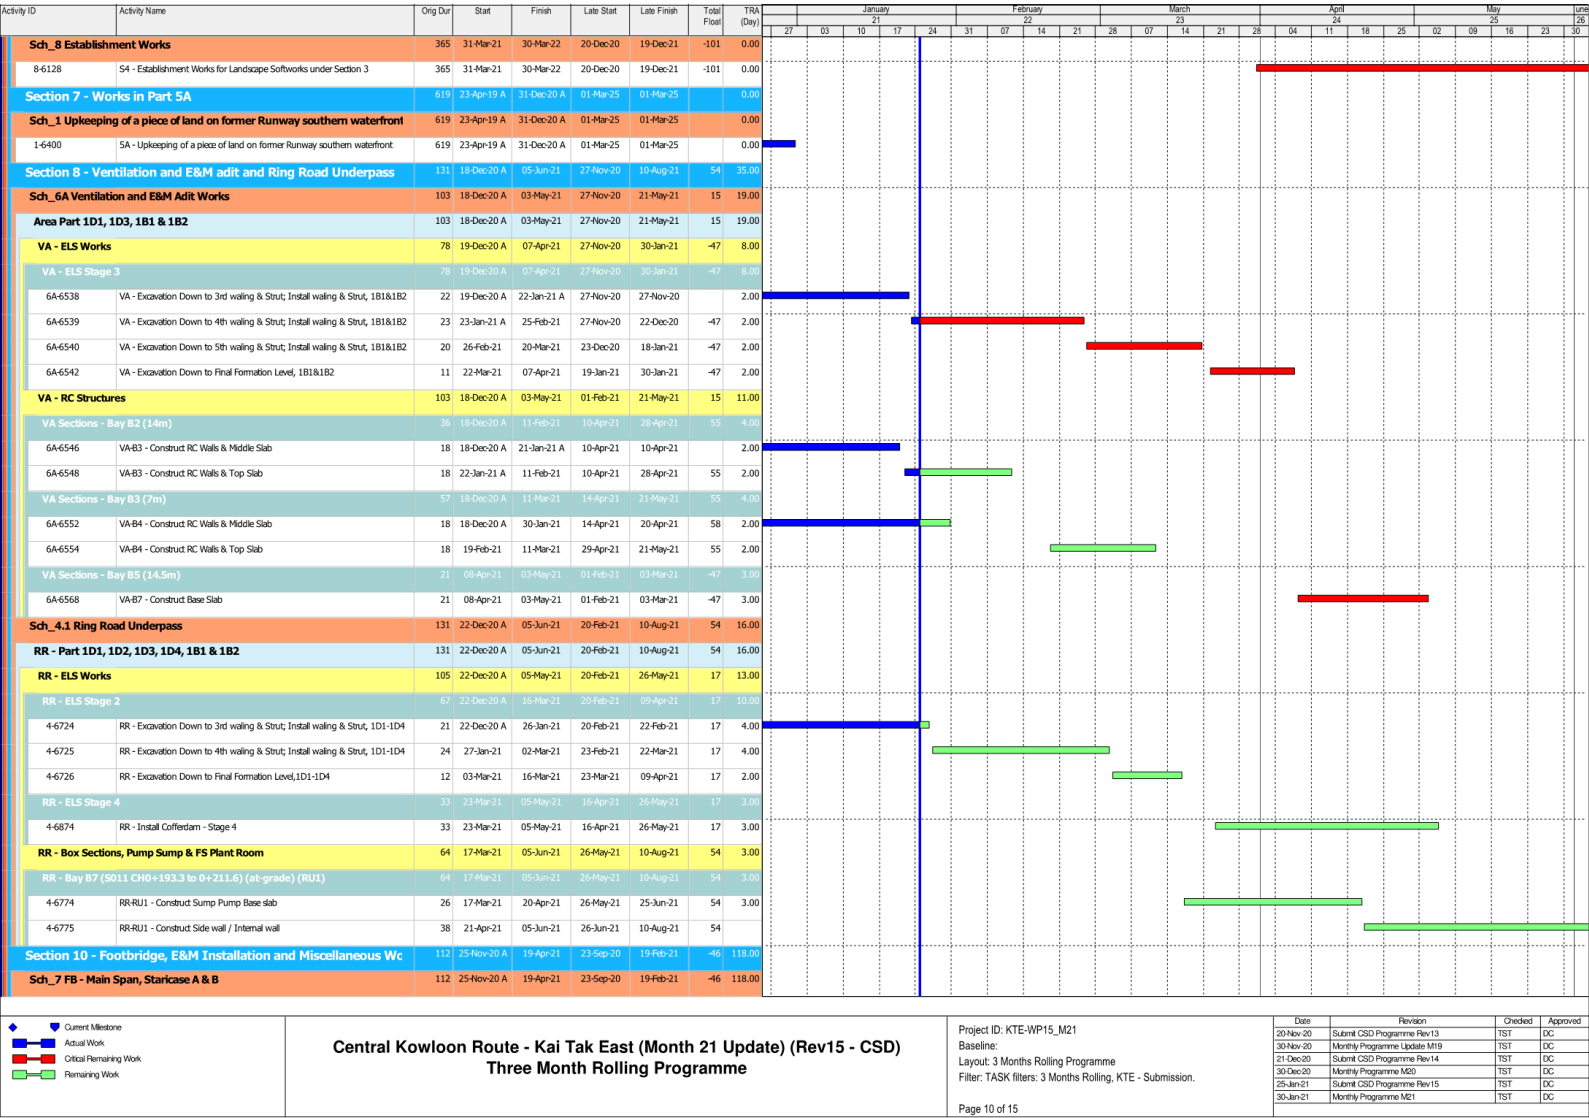 Activity ID Activity Name Orig Dur Start Finish Late Start Late Finish Total Float TRA (Day)
January February March April May une
21 22 23 24 25 26
27 03 10 17 24 31 07 14 21 28 07 14 21 28 04 11 18 25 02 09 16 23 30
Sch_8 Establishment Works 365 31-Mar-21 30-Mar-22 20-Dec-20 19-Dec-21 -101 0.00
8-6128 S4 - Establishment Works for Landscape Softworks under Section 3 365 31-Mar-21 30-Mar-22 20-Dec-20 19-Dec-21 -101 0.00
Section 7 - Works in Part 5A 619 23-Apr-19 A 31-Dec-20 A 01-Mar-25 01-Mar-25 0.00
Sch_1 Upkeeping of a piece of land on former Runway southern waterfront 619 23-Apr-19 A 31-Dec-20 A 01-Mar-25 01-Mar-25 0.00
1-6400 5A - Upkeeping of a piece of land on former Runway southern waterfront 619 23-Apr-19 A 31-Dec-20 A 01-Mar-25 01-Mar-25 0.00
Section 8 - Ventilation and E&M adit and Ring Road Underpass 131 18-Dec-20 A 05-Jun-21 27-Nov-20 10-Aug-21 54 35.00
Sch_6A Ventilation and E&M Adit Works 103 18-Dec-20 A 03-May-21 27-Nov-20 21-May-21 15 19.00
Area Part 1D1, 1D3, 1B1 & 1B2 103 18-Dec-20 A 03-May-21 27-Nov-20 21-May-21 15 19.00
VA - ELS Works 78 19-Dec-20 A 07-Apr-21 27-Nov-20 30-Jan-21 -47 8.00
VA - ELS Stage 3 78 19-Dec-20 A 07-Apr-21 27-Nov-20 30-Jan-21 -47 8.00
6A-6538 VA - Excavation Down to 3rd waling & Strut; Install waling & Strut, 1B1&1B2 22 19-Dec-20 A 22-Jan-21 A 27-Nov-20 27-Nov-20 2.00
6A-6539 VA - Excavation Down to 4th waling & Strut; Install waling & Strut, 1B1&1B2 23 23-Jan-21 A 25-Feb-21 27-Nov-20 22-Dec-20 -47 2.00
6A-6540 VA - Excavation Down to 5th waling & Strut; Install waling & Strut, 1B1&1B2 20 26-Feb-21 20-Mar-21 23-Dec-20 18-Jan-21 -47 2.00
6A-6542 VA - Excavation Down to Final Formation Level, 1B1&1B2 11 22-Mar-21 07-Apr-21 19-Jan-21 30-Jan-21 -47 2.00
VA - RC Structures 103 18-Dec-20 A 03-May-21 01-Feb-21 21-May-21 15 11.00
VA Sections - Bay B2 (14m) 36 18-Dec-20 A 11-Feb-21 10-Apr-21 28-Apr-21 55 4.00
6A-6546 VA-B3 - Construct RC Walls & Middle Slab 18 18-Dec-20 A 21-Jan-21 A 10-Apr-21 10-Apr-21 2.00
6A-6548 VA-B3 - Construct RC Walls & Top Slab 18 22-Jan-21 A 11-Feb-21 10-Apr-21 28-Apr-21 55 2.00
VA Sections - Bay B3 (7m) 57 18-Dec-20 A 11-Mar-21 14-Apr-21 21-May-21 55 4.00
6A-6552 VA-B4 - Construct RC Walls & Middle Slab 18 18-Dec-20 A 30-Jan-21 14-Apr-21 20-Apr-21 58 2.00
6A-6554 VA-B4 - Construct RC Walls & Top Slab 18 19-Feb-21 11-Mar-21 29-Apr-21 21-May-21 55 2.00
VA Sections - Bay B5 (14.5m) 21 08-Apr-21 03-May-21 01-Feb-21 03-Mar-21 -47 3.00
6A-6568 VA-B7 - Construct Base Slab 21 08-Apr-21 03-May-21 01-Feb-21 03-Mar-21 -47 3.00
Sch_4.1 Ring Road Underpass 131 22-Dec-20 A 05-Jun-21 20-Feb-21 10-Aug-21 54 16.00
RR - Part 1D1, 1D2, 1D3, 1D4, 1B1 & 1B2 131 22-Dec-20 A 05-Jun-21 20-Feb-21 10-Aug-21 54 16.00
RR - ELS Works 105 22-Dec-20 A 05-May-21 20-Feb-21 26-May-21 17 13.00
RR - ELS Stage 2 67 22-Dec-20 A 16-Mar-21 20-Feb-21 09-Apr-21 17 10.00
4-6724 RR - Excavation Down to 3rd waling & Strut; Install waling & Strut, 1D1-1D4 21 22-Dec-20 A 26-Jan-21 20-Feb-21 22-Feb-21 17 4.00
4-6725 RR - Excavation Down to 4th waling & Strut; Install waling & Strut, 1D1-1D4 24 27-Jan-21 02-Mar-21 23-Feb-21 22-Mar-21 17 4.00
4-6726 RR - Excavation Down to Final Formation Level,1D1-1D4 12 03-Mar-21 16-Mar-21 23-Mar-21 09-Apr-21 17 2.00
RR - ELS Stage 4 33 23-Mar-21 05-May-21 16-Apr-21 26-May-21 17 3.00
4-6874 RR - Install Cofferdam - Stage 4 33 23-Mar-21 05-May-21 16-Apr-21 26-May-21 17 3.00
RR - Box Sections, Pump Sump & FS Plant Room 64 17-Mar-21 05-Jun-21 26-May-21 10-Aug-21 54 3.00
RR - Bay B7 (S011 CH0+193.3 to 0+211.6) (at-grade) (RU1) 64 17-Mar-21 05-Jun-21 26-May-21 10-Aug-21 54 3.00
4-6774 RR-RU1 - Construct Sump Pump Base slab 26 17-Mar-21 20-Apr-21 26-May-21 25-Jun-21 54 3.00
4-6775 RR-RU1 - Construct Side wall / Internal wall 38 21-Apr-21 05-Jun-21 26-Jun-21 10-Aug-21 54
Section 10 - Footbridge, E&M Installation and Miscellaneous Wc 112 25-Nov-20 A 19-Apr-21 23-Sep-20 19-Feb-21 -46 118.00
Sch_7 FB - Main Span, Staricase A & B 112 25-Nov-20 A 19-Apr-21 23-Sep-20 19-Feb-21 -46 118.00
Current Milestone
Actual Work
Critical Remaining Work
Remaining Work
Central Kowloon Route - Kai Tak East (Month 21 Update) (Rev15 - CSD)
Three Month Rolling Programme
Project ID: KTE-WP15_M21
Baseline:
Layout: 3 Months Rolling Programme
Filter: TASK filters: 3 Months Rolling, KTE - Submission.
Page 10 of 15
Date Revision Checked Approved
20-Nov-20 Submit CSD Programme Rev13 TST DC
30-Nov-20 Monthly Programme Update M19 TST DC
21-Dec-20 Submit CSD Programme Rev14 TST DC
30-Dec-20 Monthly Programme M20 TST DC
25-Jan-21 Submit CSD Programme Rev15 TST DC
30-Jan-21 Monthly Programme M21 TST DC